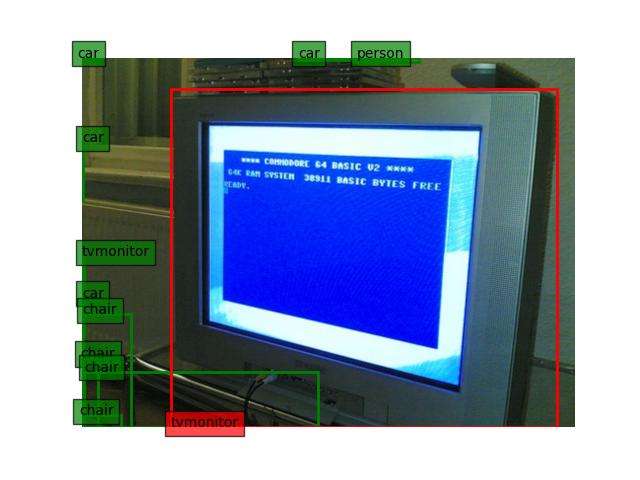 car
car
person
car
**** COMMODORE 64 BASIC V2 ****
64K RAM SYSTEM 38911 BASIC BYTES FREE
READY.
tvmonitor
car
chair
chair
chair
chair
tvmonitor